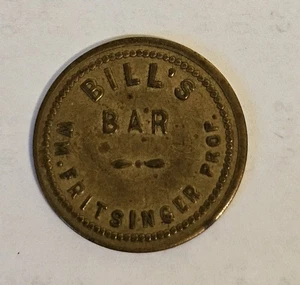 BILL'S
BAR
WM. FRITSINGER PROP.